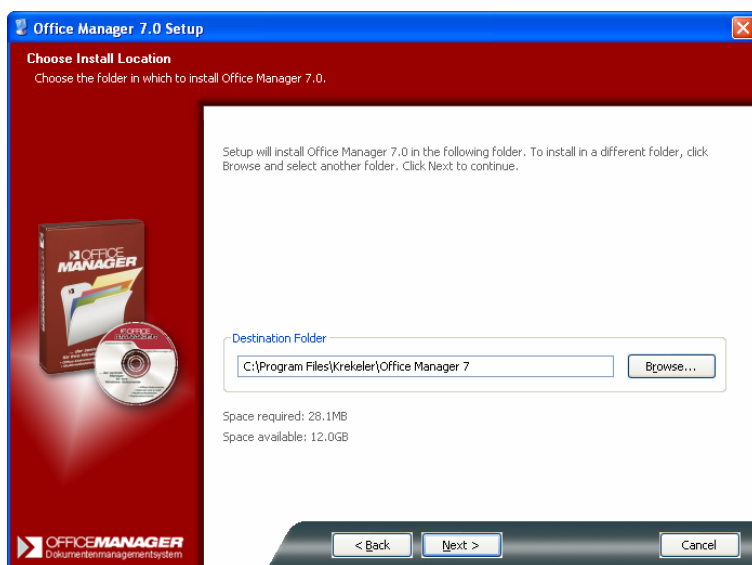 Office Manager 7.0 Setup
Choose Install Location
Choose the folder in which to install Office Manager 7.0.
Setup will install Office Manager 7.0 in the following folder. To install in a different folder, click
Browse and select another folder. Click Next to continue.
OFFICE
MANAGER
OFFICE
MANAGER
Destination Folder
C:\Program Files\Krekeler\Office Manager 7
Browse...
Space required: 28.1MB
Space available: 12.0GB
OFFICEMANAGER
Dokumentenmanagementsystem
< Back
Next >
Cancel